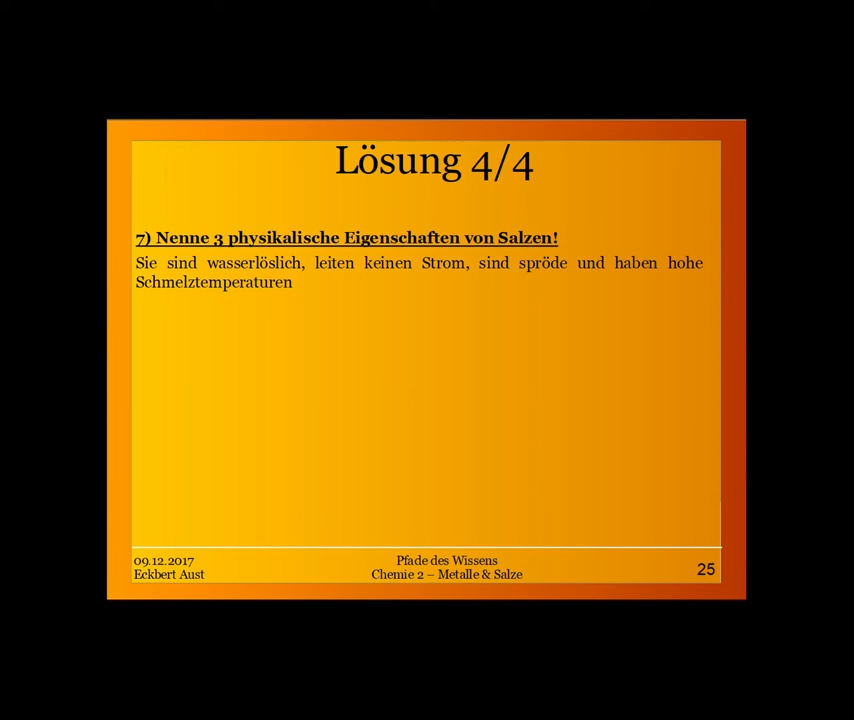 Lösung 4/4
7) Nenne 3 physikalische Eigenschaften von Salzen!
Sie sind wasserlöslich, leiten keinen Strom, sind spröde und haben hohe
Schmelztemperaturen
09.12.2017
Eckbert Aust
Pfade des Wissens
Chemie 2 – Metalle & Salze
25